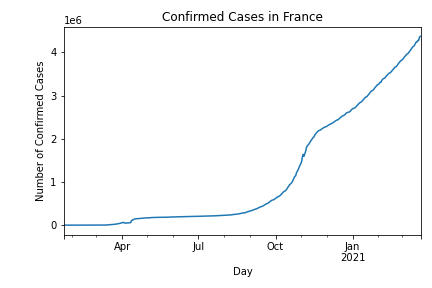 Confirmed Cases in France
1e6
Number of Confirmed Cases
4
3
2
1
0
Apr
Jul
Oct
Jan
2021
Day